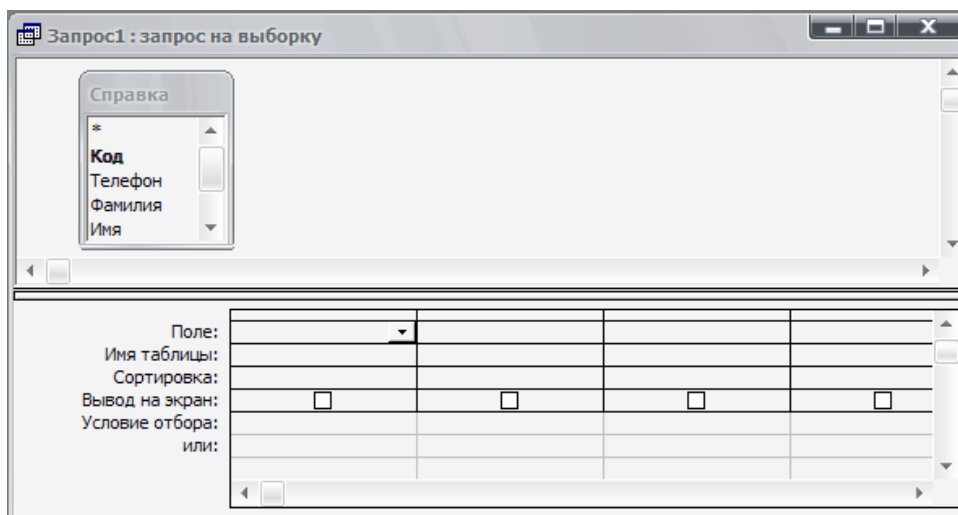 Запрос1 : запрос на выборку
Справка
*
Код
Телефон
Фамилия
Имя
Поле:
Имя таблицы:
Сортировка:
Вывод на экран:
Условие отбора:
или: